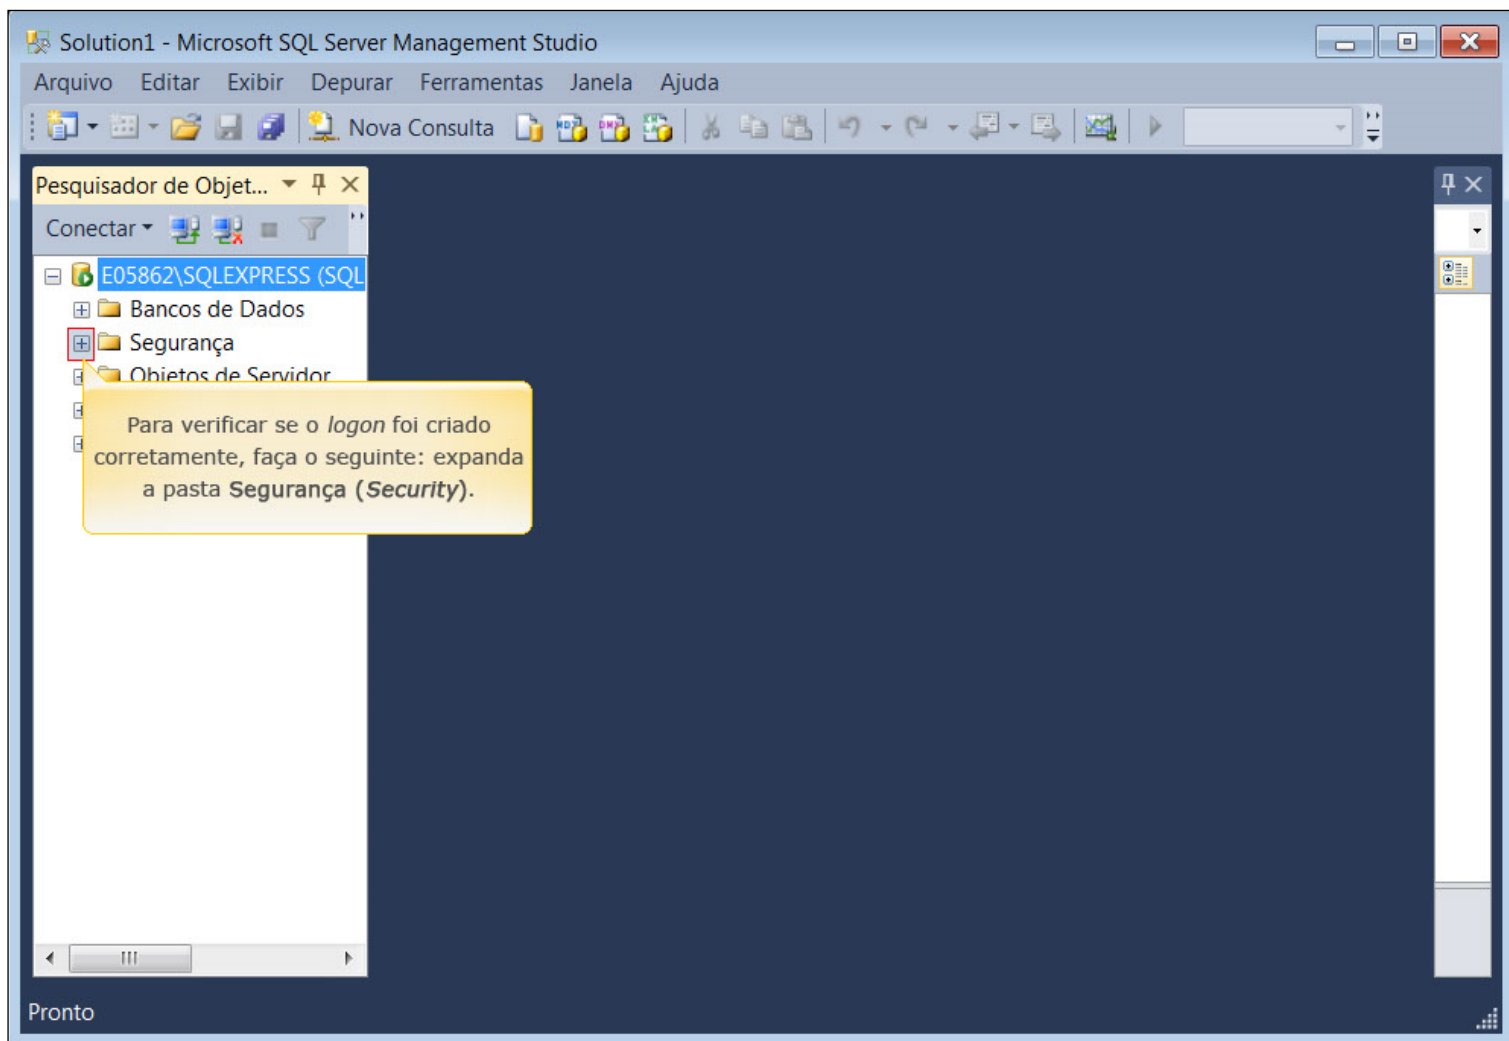 Solution1 - Microsoft SQL Server Management Studio
Arquivo Editar Exibir Depurar Ferramentas Janela Ajuda
Nova Consulta
Pesquisador de Objet...
Conectar
E05862\SQLEXPRESS (SQL
Bancos de Dados
Segurança
Objetos de Servidor
Para verificar se o logon foi criado
corretamente, faça o seguinte: expanda
a pasta Segurança (Security).
Pronto